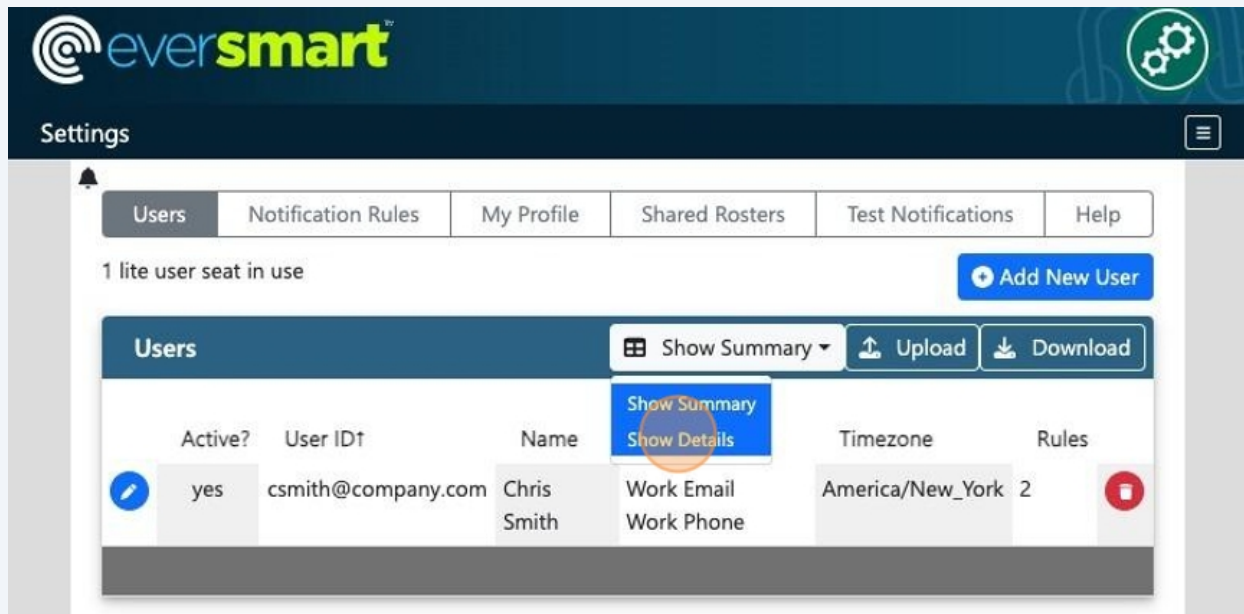 eversmart
Settings
Users Notification Rules My Profile Shared Rosters Test Notifications Help
1 lite user seat in use
Add New User
Users Show Summary Upload Download
Show Summary
Show Details
Active? User ID↑ Name Timezone Rules
yes csmith@company.com Chris Work Email America/New_York 2
Smith Work Phone